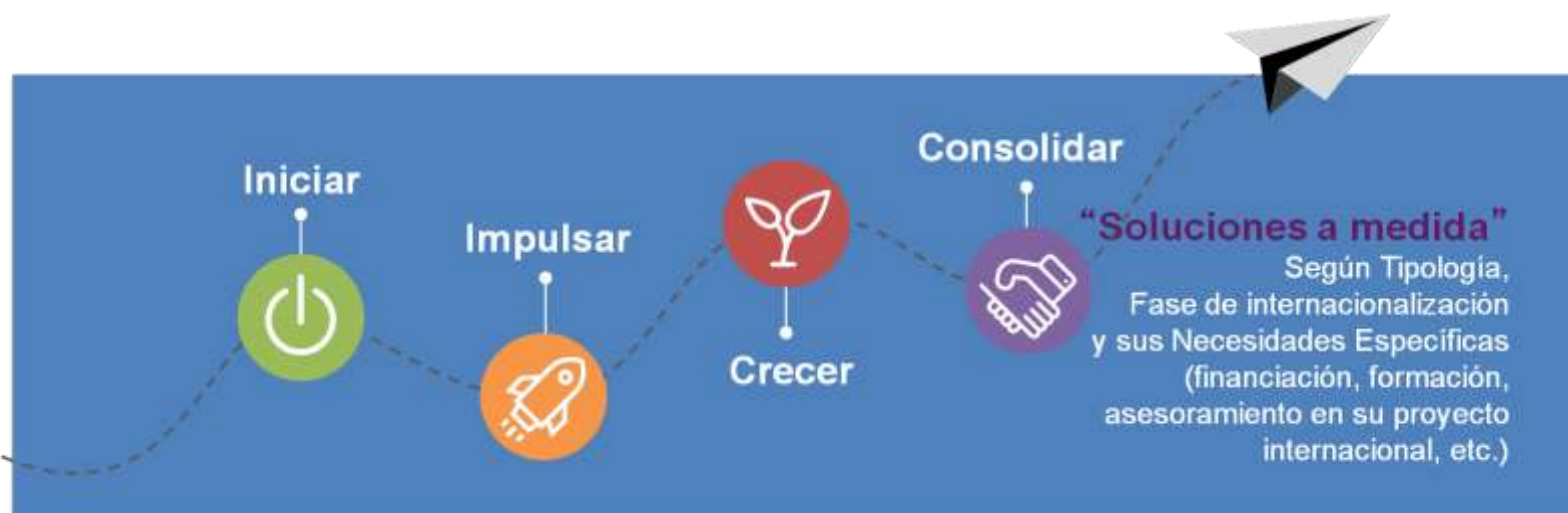 Iniciar
Impulsar
Crecer
Consolidar
“Soluciones a medida”
Según Tipología,
Fase de internacionalización
y sus Necesidades Específicas
(financiación, formación,
asesoramiento en su proyecto
internacional, etc.)